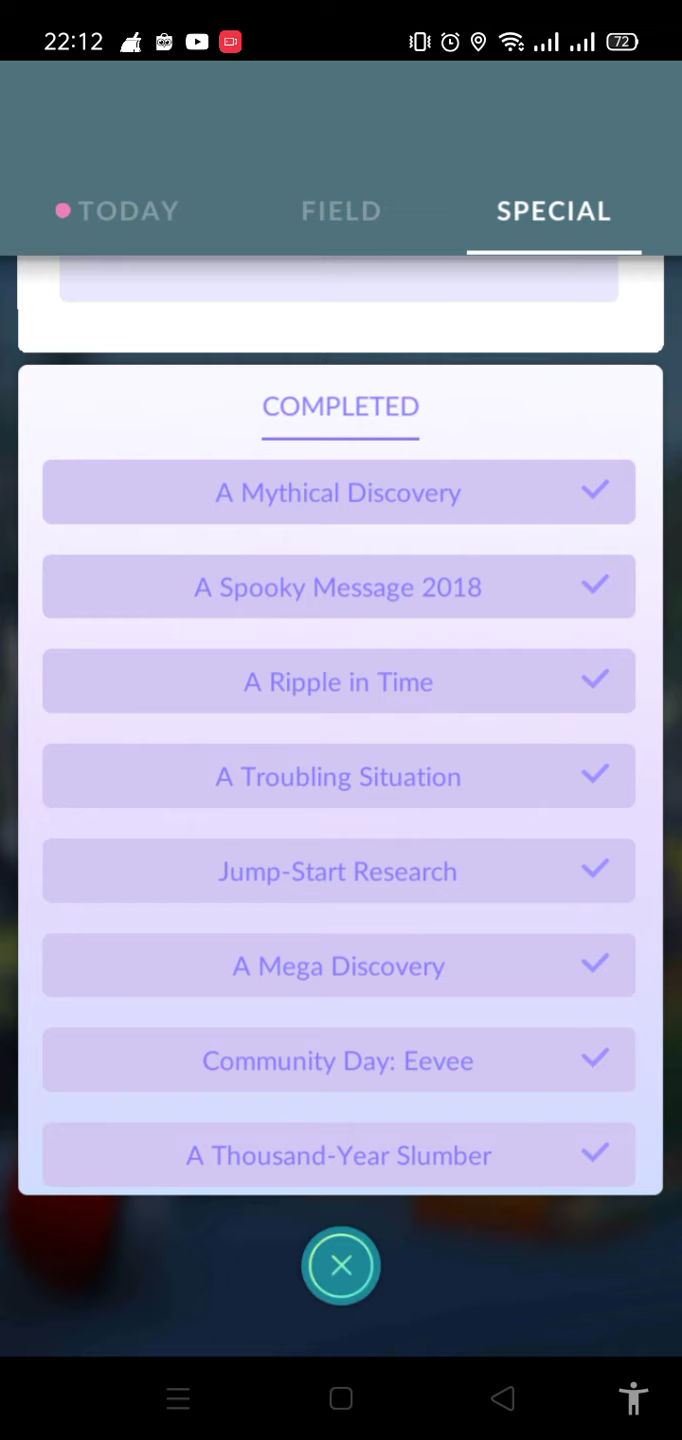 22:12
72
TODAY
FIELD
SPECIAL
COMPLETED
A Mythical Discovery
A Spooky Message 2018
A Ripple in Time
A Troubling Situation
Jump-Start Research
A Mega Discovery
Community Day: Eevee
A Thousand-Year Slumber